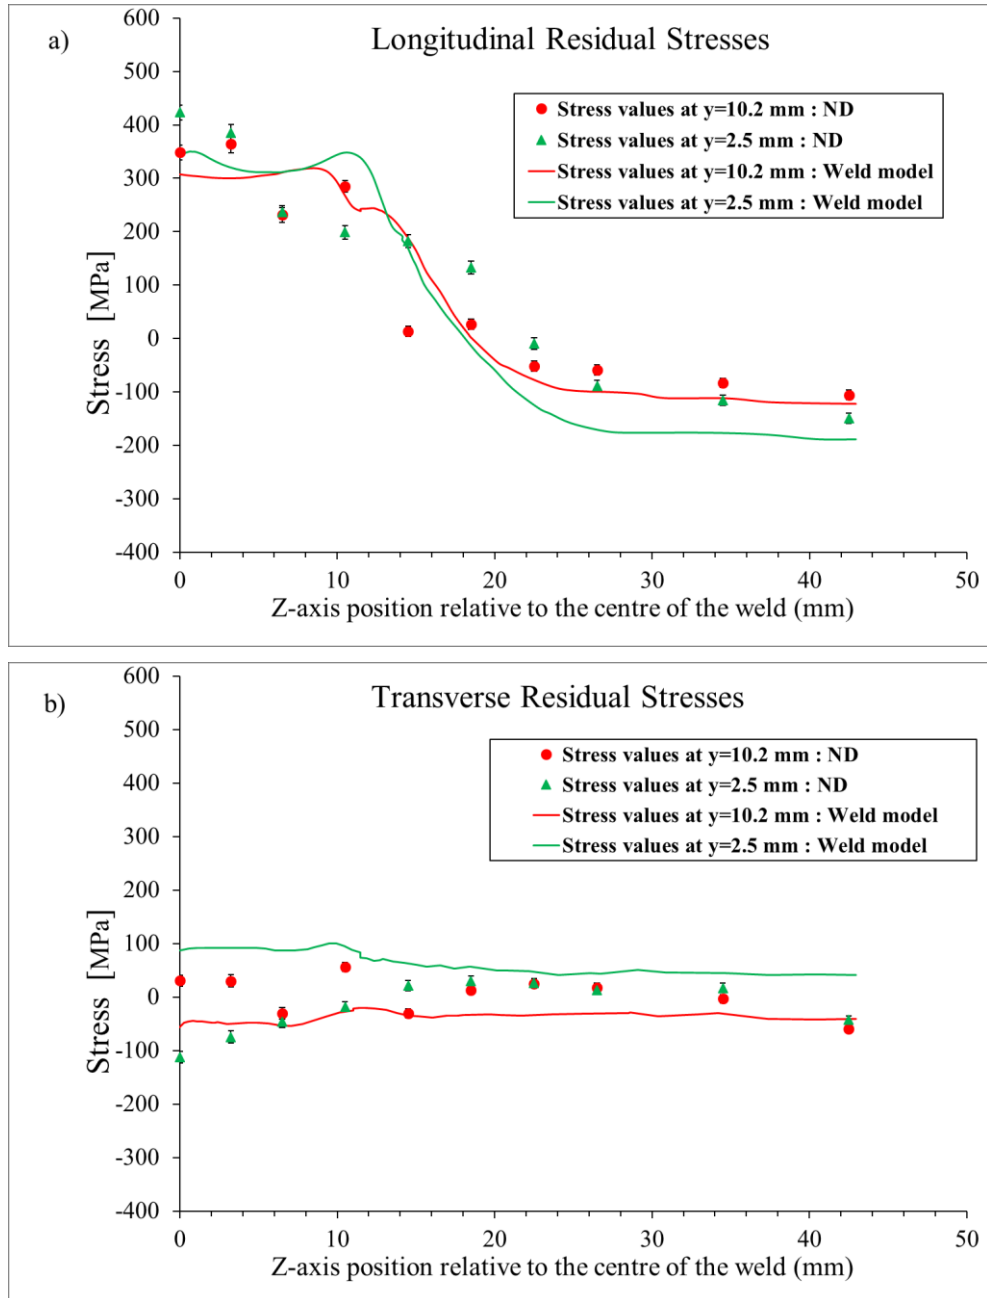 a)
Longitudinal Residual Stresses
600
500
400
300
200
100
0
-100
-200
-300
-400
Stress [MPa]
Stress values at y=10.2 mm : ND
Stress values at y=2.5 mm : ND
Stress values at y=10.2 mm : Weld model
Stress values at y=2.5 mm : Weld model
0 10 20 30 40 50
Z-axis position relative to the centre of the weld (mm)
b)
Transverse Residual Stresses
600
500
400
300
200
100
0
-100
-200
-300
-400
Stress [MPa]
Stress values at y=10.2 mm : ND
Stress values at y=2.5 mm : ND
Stress values at y=10.2 mm : Weld model
Stress values at y=2.5 mm : Weld model
0 10 20 30 40 50
Z-axis position relative to the centre of the weld (mm)